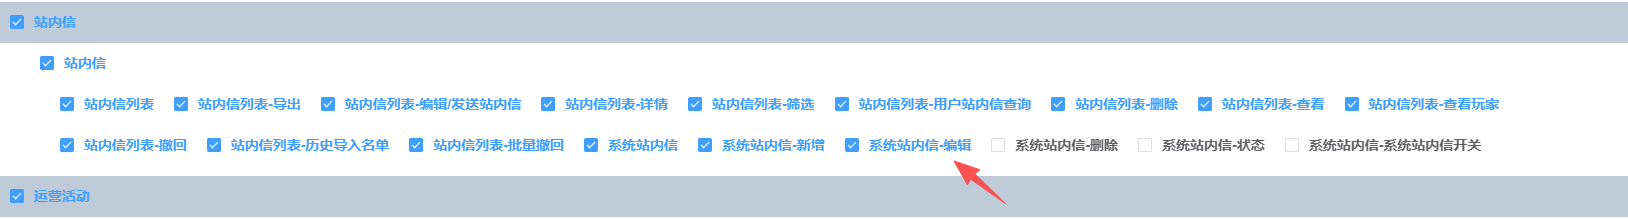 站内信
站内信
站内信列表 站内信列表-导出 站内信列表-编辑/发送站内信 站内信列表-详情 站内信列表-筛选 站内信列表-用户站内信查询 站内信列表-删除 站内信列表-查看 站内信列表-查看玩家
站内信列表-撤回 站内信列表-历史导入名单 站内信列表-批量撤回 系统站内信 系统站内信-新增 系统站内信-编辑 系统站内信-删除 系统站内信-状态 系统站内信-系统站内信开关
运营活动